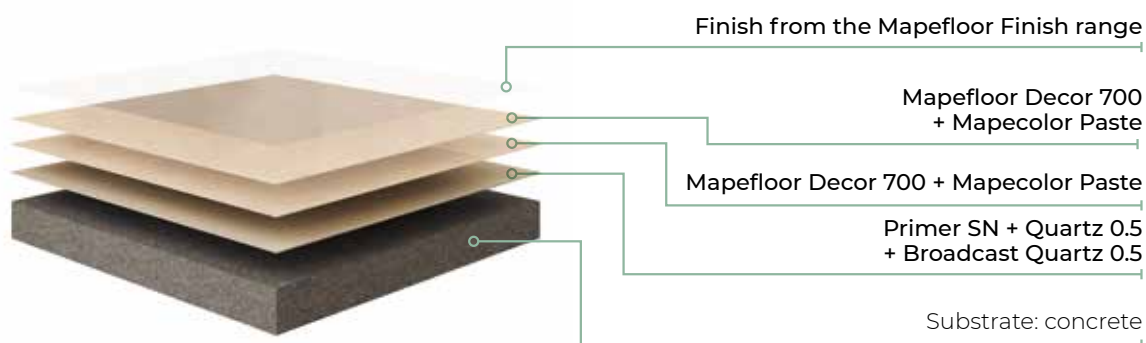 Finish from the Mapefloor Finish range
Mapefloor Decor 700
+ Mapecolor Paste
Mapefloor Decor 700 + Mapecolor Paste
Primer SN + Quartz 0.5
+ Broadcast Quartz 0.5
Substrate: concrete